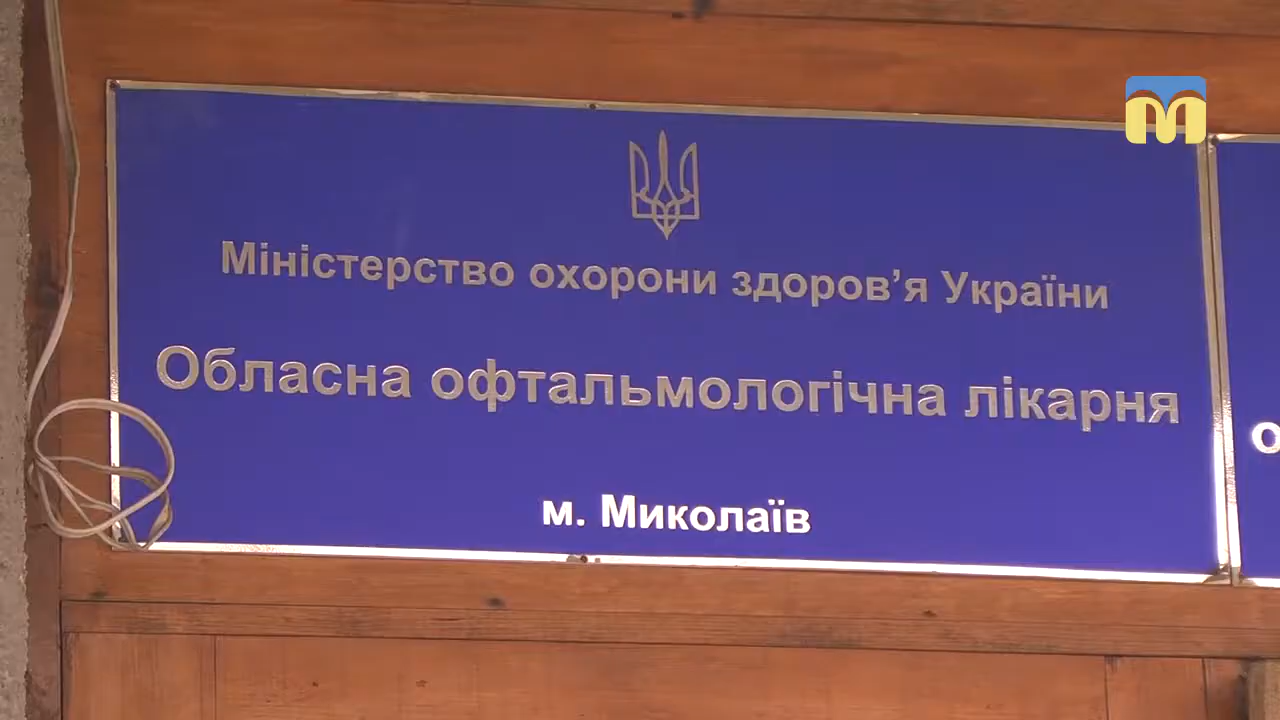 Міністерство охорони здоров’я України
Обласна офтальмологічна лікарня
м. Миколаїв